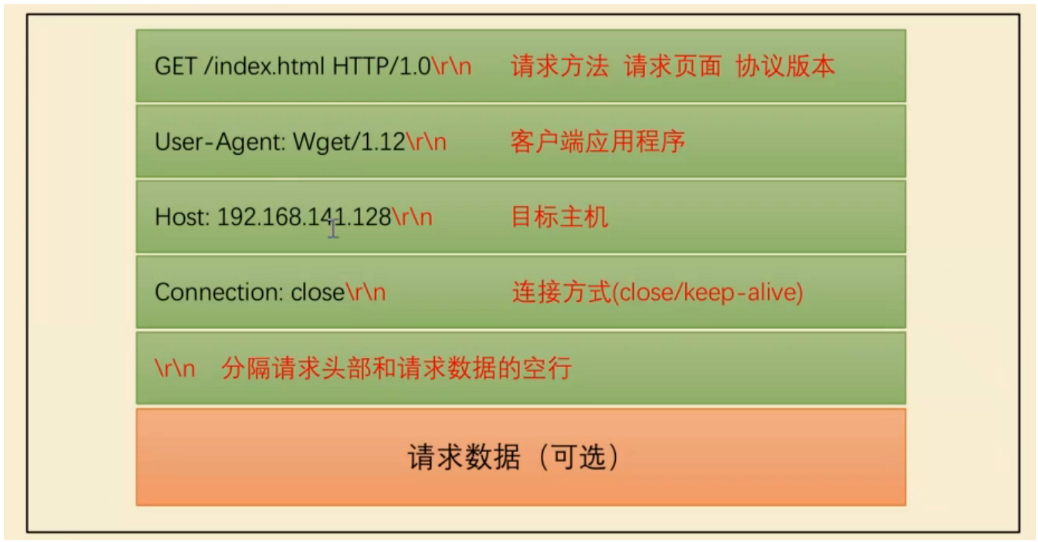 GET /index.html HTTP/1.0\r\n 请求方法 请求页面 协议版本
User-Agent: Wget/1.12\r\n 客户端应用程序
Host: 192.168.141.128\r\n 目标主机
Connection: close\r\n 连接方式(close/keep-alive)
\r\n 分隔请求头部和请求数据的空行
请求数据（可选）